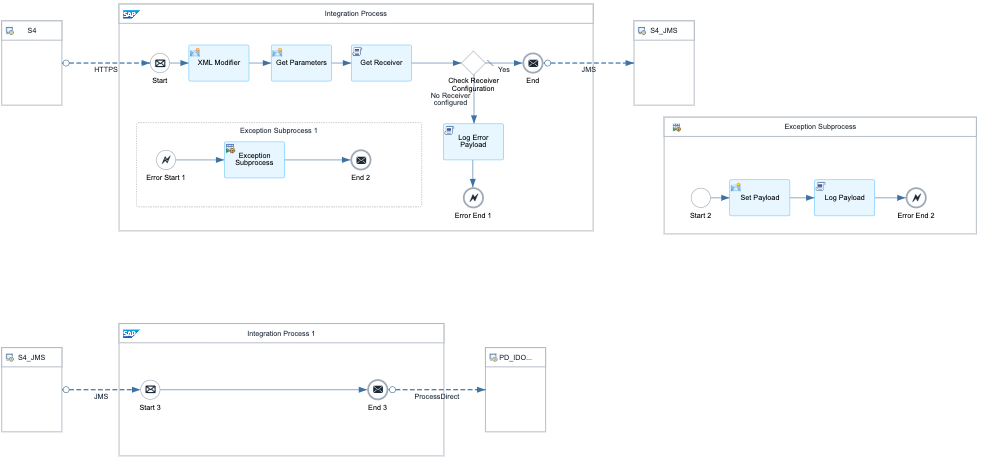 SAP
Integration Process
S4
S4_JMS
XML Modifier
Get Parameters
Get Receiver
HTTPS
Start
Check Receiver
Configuration
Yes
End
JMS
No Receiver
configured
Exception Subprocess 1
Log Error
Payload
Exception
Subprocess
Error Start 1
End 2
Error End 1
Exception Subprocess
Set Payload
Log Payload
Start 2
Error End 2
SAP
Integration Process 1
S4_JMS
PD_IDO...
JMS
Start 3
End 3
ProcessDirect